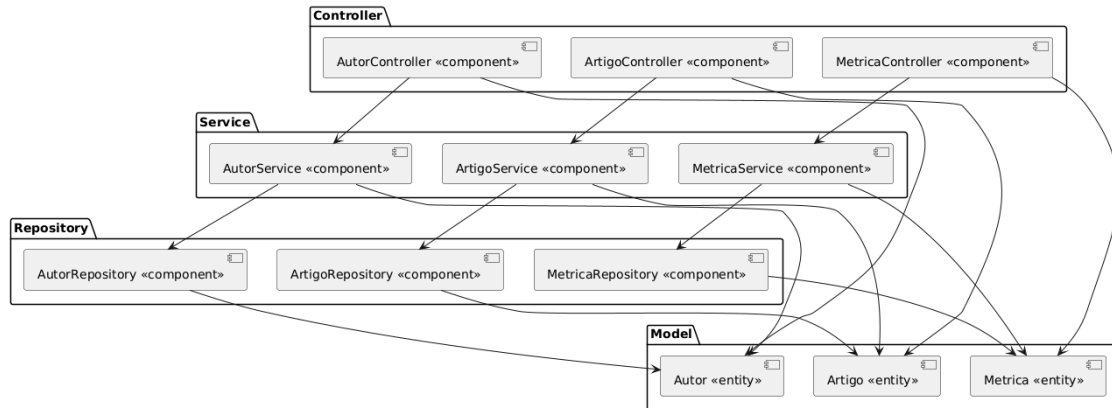 Controller
AutorController «component»
ArtigoController «component»
MetricaController «component»
Service
AutorService «component»
ArtigoService «component»
MetricaService «component»
Repository
AutorRepository «component»
ArtigoRepository «component»
MetricaRepository «component»
Model
Autor «entity»
Artigo «entity»
Metrica «entity»